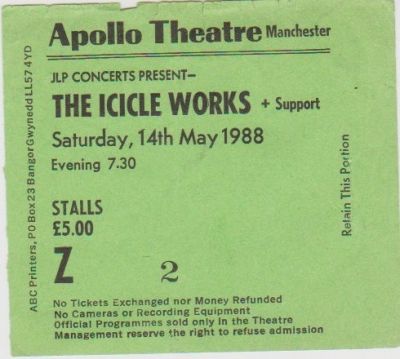 Apollo Theatre Manchester
JLP CONCERTS PRESENT—
THE ICICLE WORKS + Support
Saturday, 14th May 1988
Evening 7.30
STALLS
£5.00
Z 2
No Tickets Exchanged nor Money Refunded
No Cameras or Recording Equipment
Official Programmes sold only in the Theatre
Management reserve the right to refuse admission
ABC Printers, PO Box 23 Bangor Gwynedd LL57 4YD
Retain This Portion